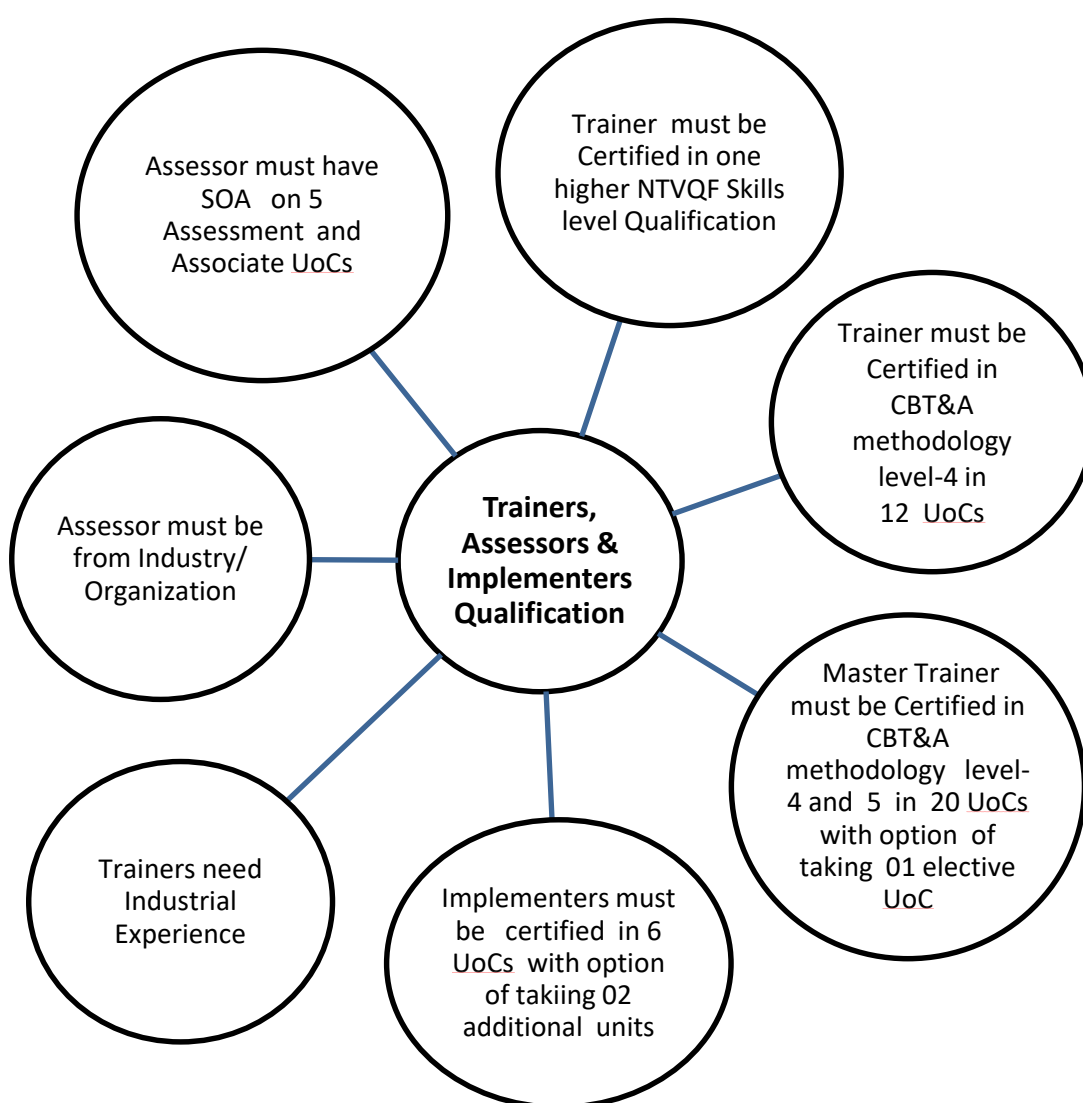 Assessor must have
SOA on 5
Assessment and
Associate UoCs
Trainer must be
Certified in one
higher NTVQF Skills
level Qualification
Trainer must be
Certified in
CBT&A
methodology
level-4 in
12 UoCs
Assessor must be
from Industry/
Organization
Trainers,
Assessors &
Implementers
Qualification
Master Trainer
must be Certified in
CBT&A
methodology level-
4 and 5 in 20 UoCs
with option of
taking 01 elective
UoC
Trainers need
Industrial
Experience
Implementers must
be certified in 6
UoCs with option
of takiing 02
additional units